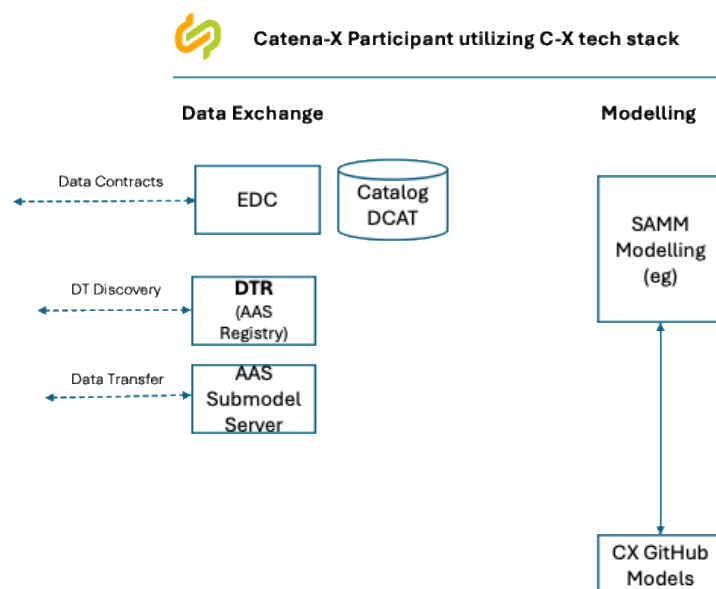 Catena-X Participant utilizing C-X tech stack
Data Exchange
Modelling
Data Contracts
EDC
Catalog
DCAT
SAMM
Modelling
(eg)
DT Discovery
DTR
(AAS
Registry)
Data Transfer
AAS
Submodel
Server
CX GitHub
Models